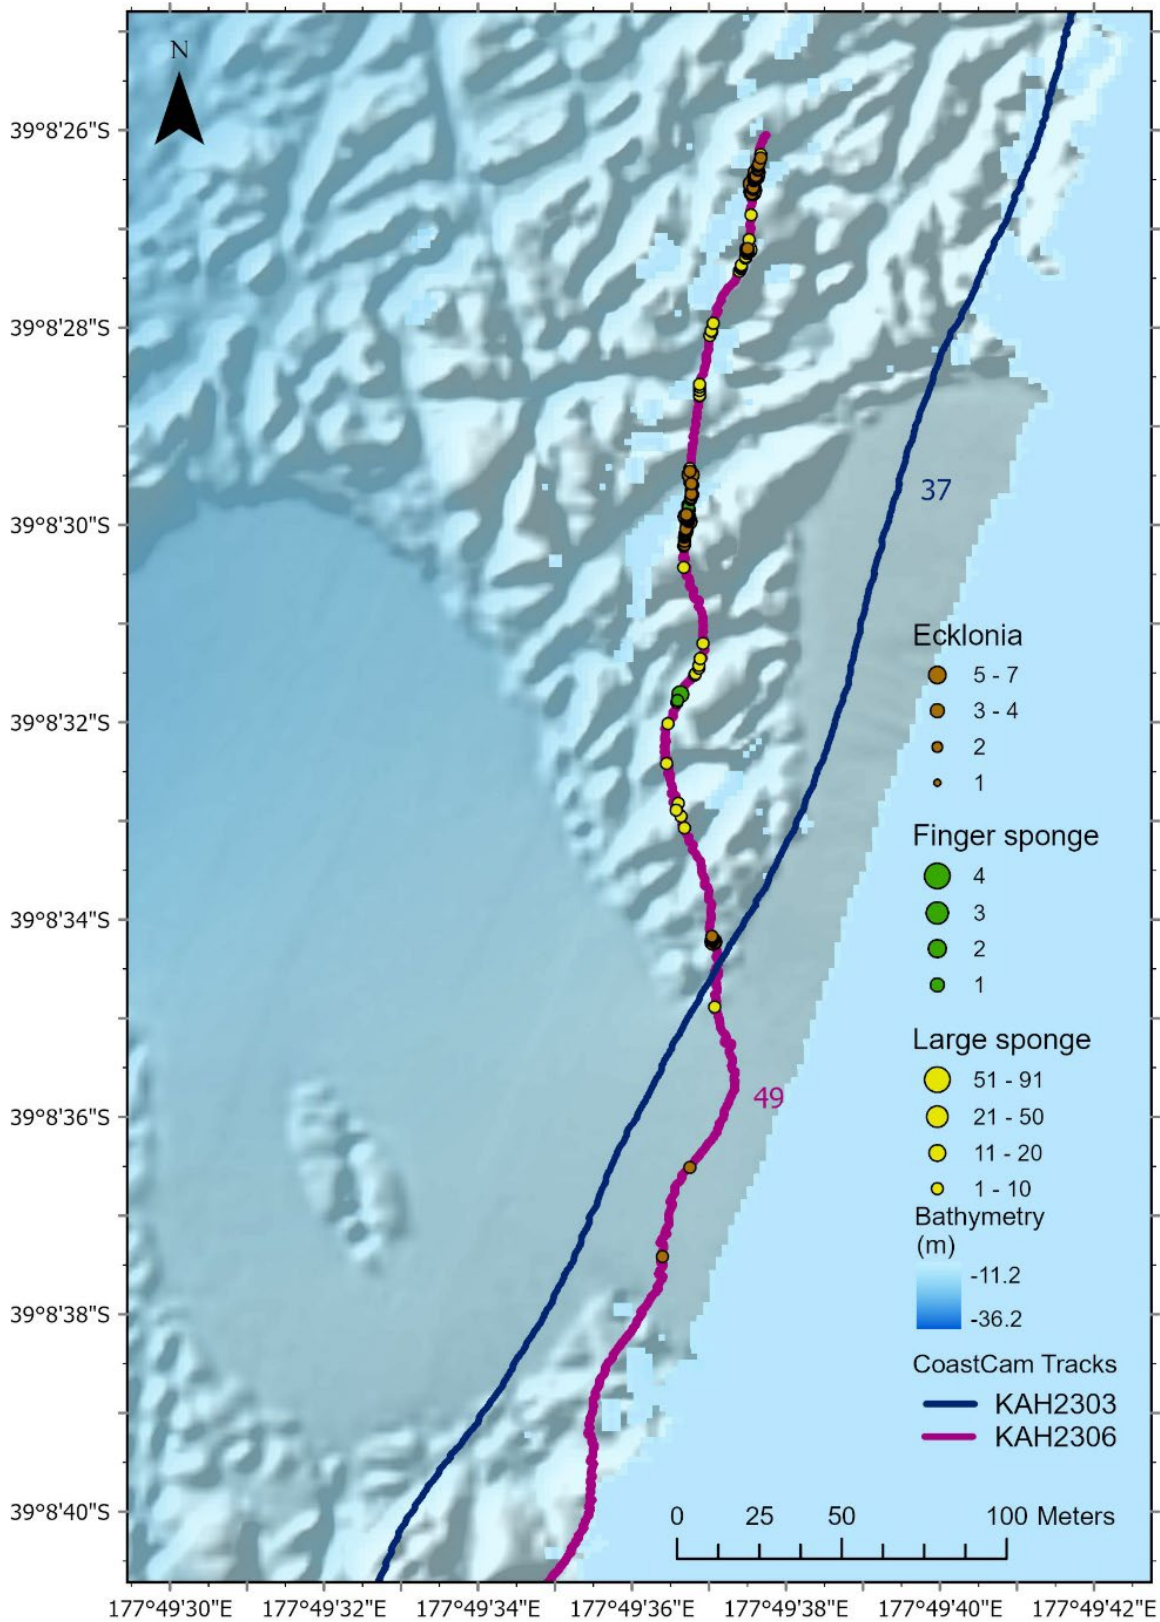 N
39°8'26"S
39°8'28"S
39°8'30"S
39°8'32"S
39°8'34"S
39°8'36"S
39°8'38"S
39°8'40"S
37
49
Ecklonia
5 - 7
3 - 4
2
1
Finger sponge
4
3
2
1
Large sponge
51 - 91
21 - 50
11 - 20
1 - 10
Bathymetry
(m)
-11.2
-36.2
CoastCam Tracks
KAH2303
KAH2306
0 25 50 100 Meters
177°49'30"E 177°49'32"E 177°49'34"E 177°49'36"E 177°49'38"E 177°49'40"E 177°49'42"E